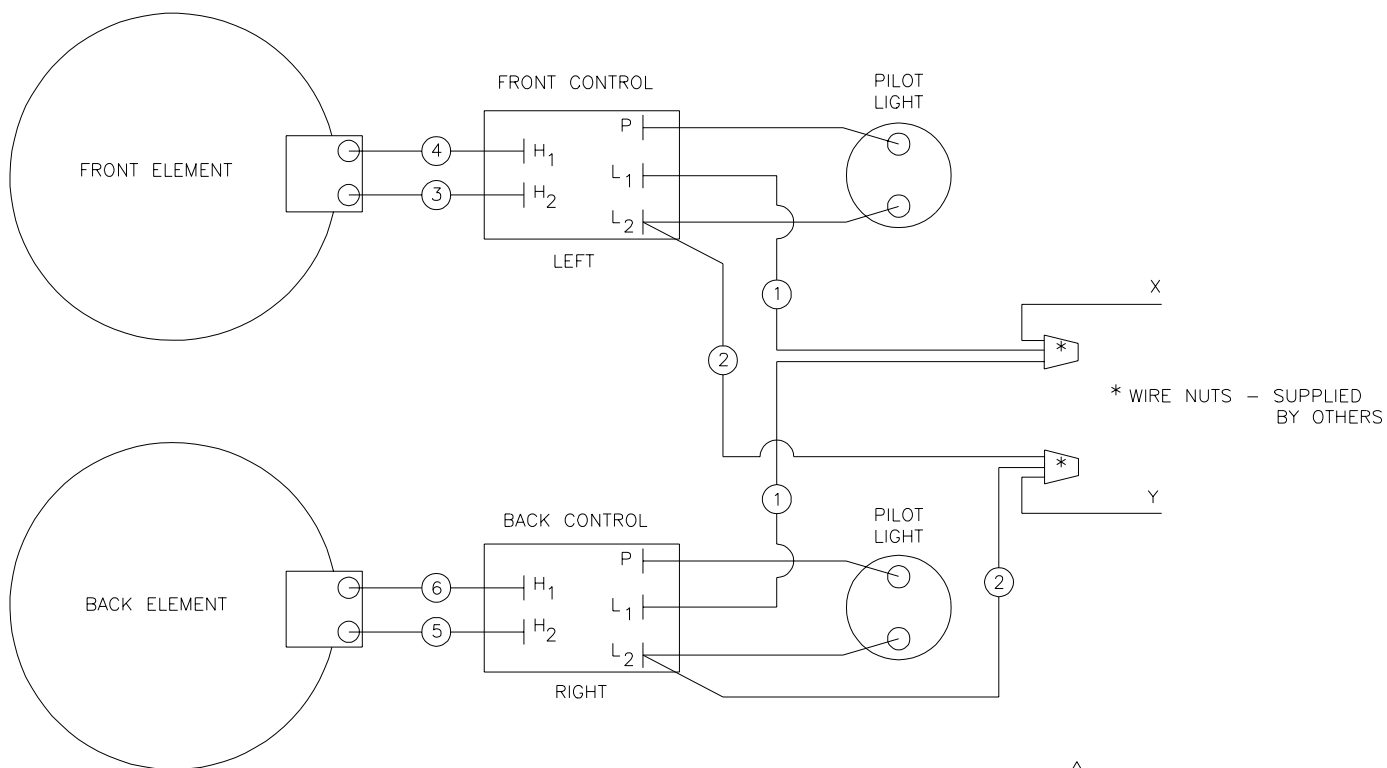 FRONT CONTROL
PILOT
LIGHT
FRONT ELEMENT
4
3
H1
H2
P
L1
L2
LEFT
1
2
X
*
* WIRE NUTS – SUPPLIED
BY OTHERS
*
Y
1
BACK CONTROL
PILOT
LIGHT
BACK ELEMENT
6
5
H1
H2
P
L1
L2
2
RIGHT